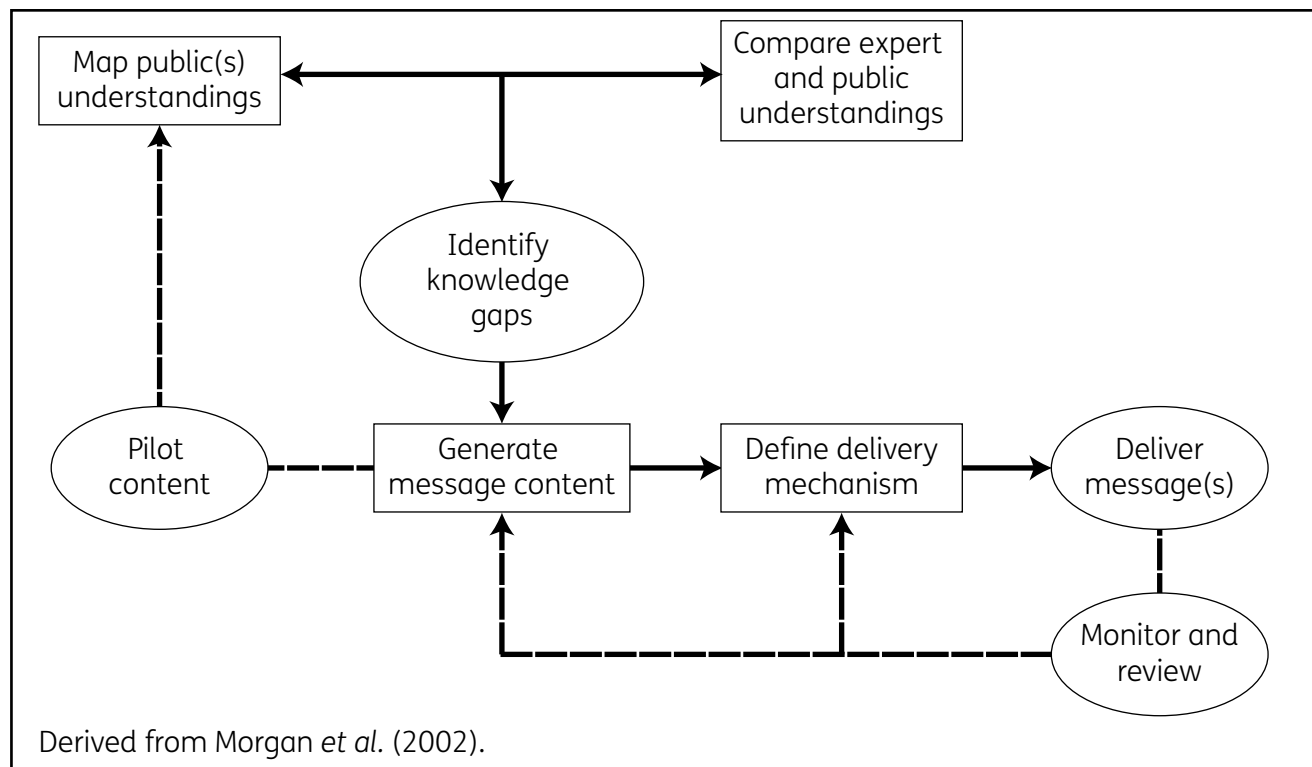 Map public(s)
understandings
Compare expert
and public
understandings
Identify
knowledge
gaps
Pilot
content
Generate
message content
Define delivery
mechanism
Deliver
message(s)
Monitor and
review
Derived from Morgan et al. (2002).